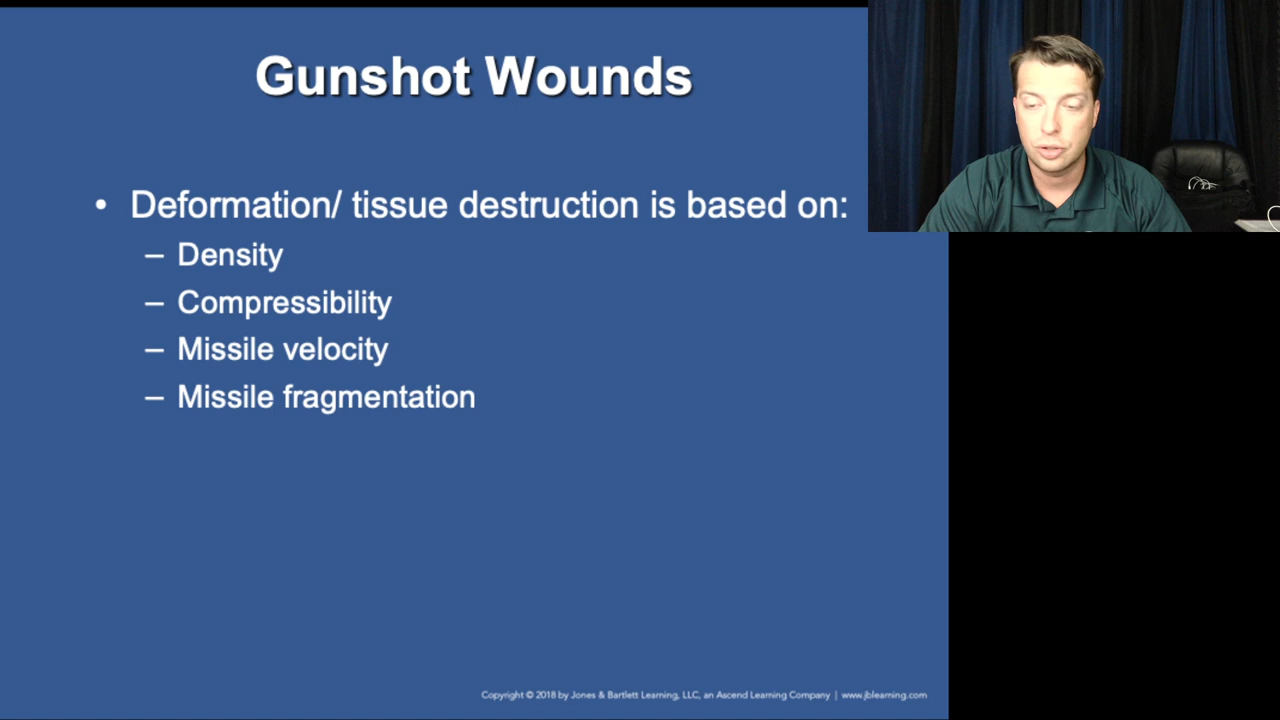 Gunshot Wounds
• Deformation/ tissue destruction is based on:
– Density
– Compressibility
– Missile velocity
– Missile fragmentation
Copyright © 2018 by Jones & Bartlett Learning, LLC, an Ascend Learning Company | www.jblearning.com